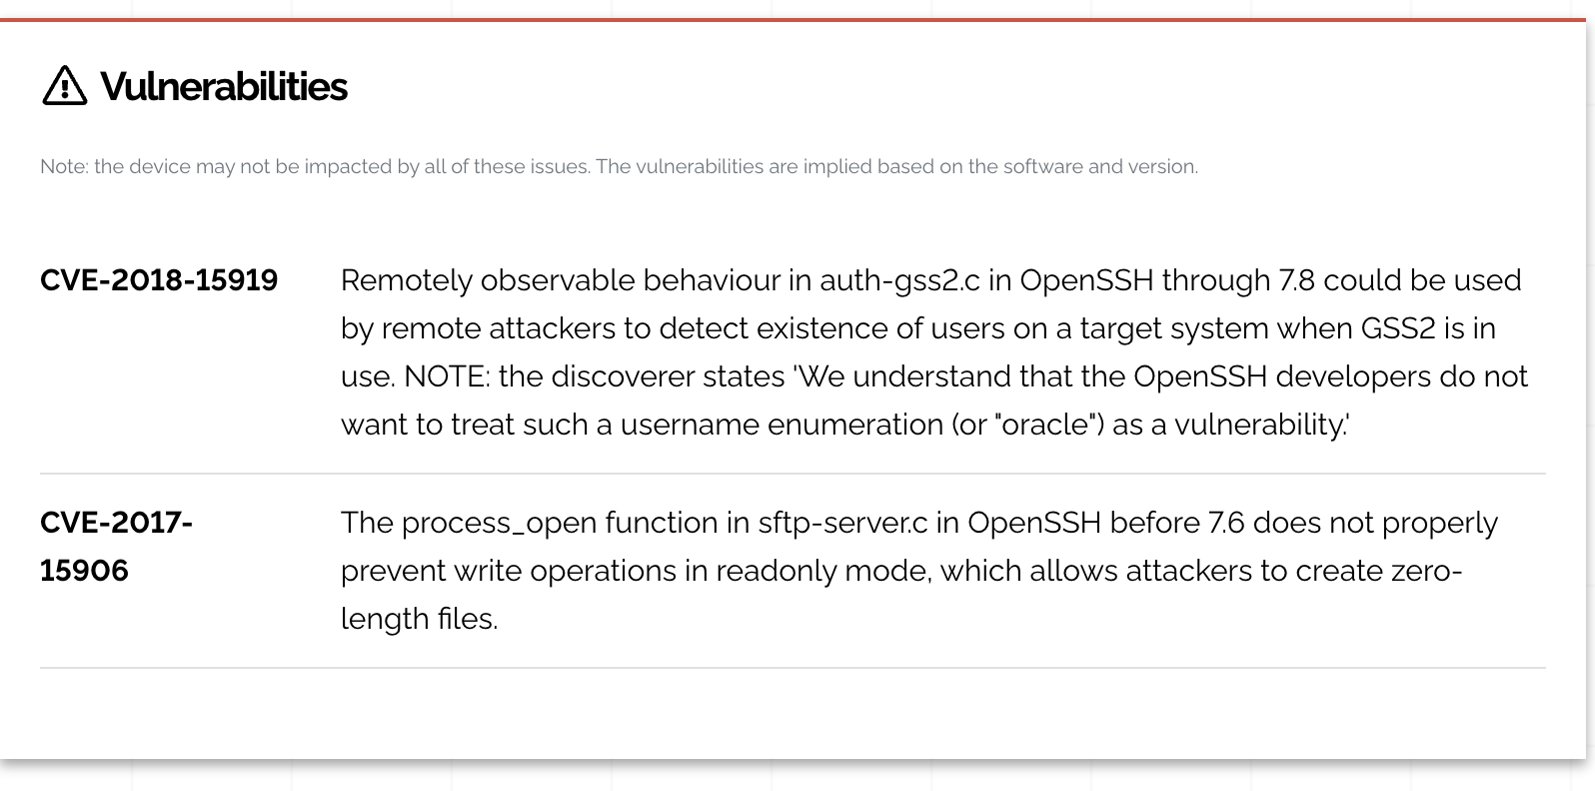 Vulnerabilities
Note: the device may not be impacted by all of these issues. The vulnerabilities are implied based on the software and version.
CVE-2018-15919
Remotely observable behaviour in auth-gss2.c in OpenSSH through 7.8 could be used
by remote attackers to detect existence of users on a target system when GSS2 is in
use. NOTE: the discoverer states 'We understand that the OpenSSH developers do not
want to treat such a username enumeration (or "oracle") as a vulnerability.'
CVE-2017-
15906
The process_open function in sftp-server.c in OpenSSH before 7.6 does not properly
prevent write operations in readonly mode, which allows attackers to create zero-
length files.